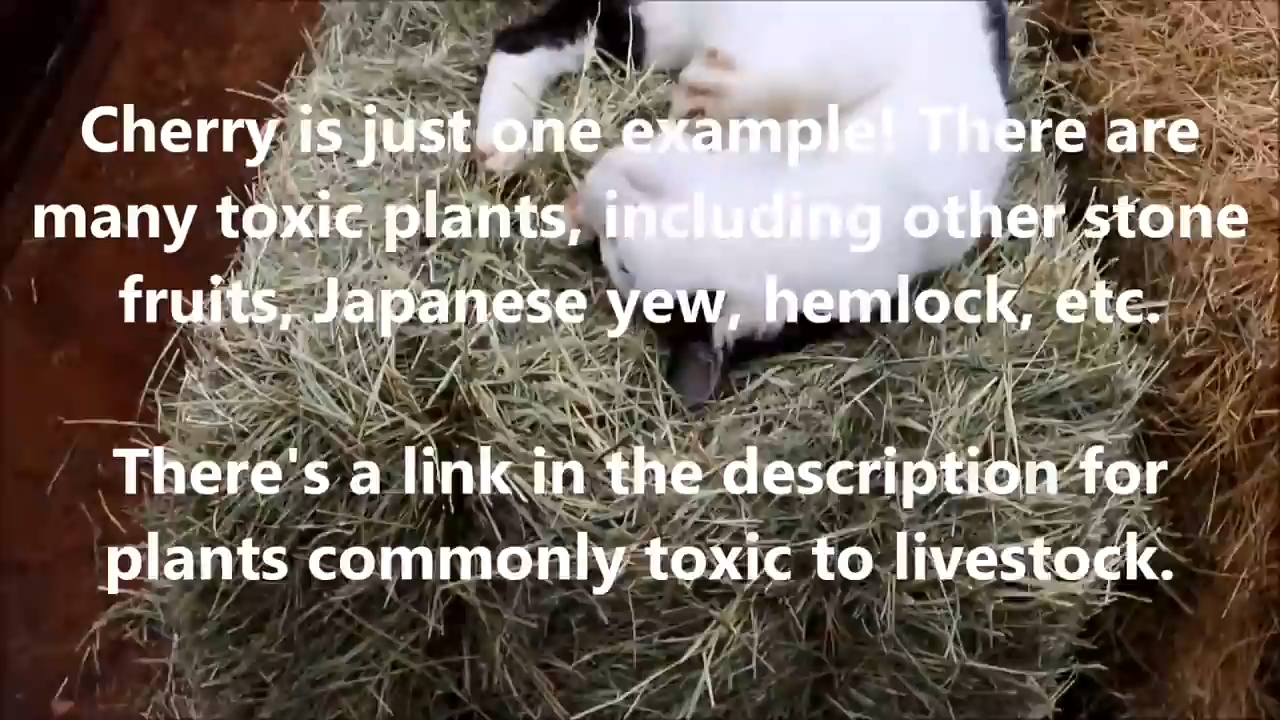 Cherry is just one example! There are
many toxic plants, including other stone
fruits, Japanese yew, hemlock, etc.
There's a link in the description for
plants commonly toxic to livestock.